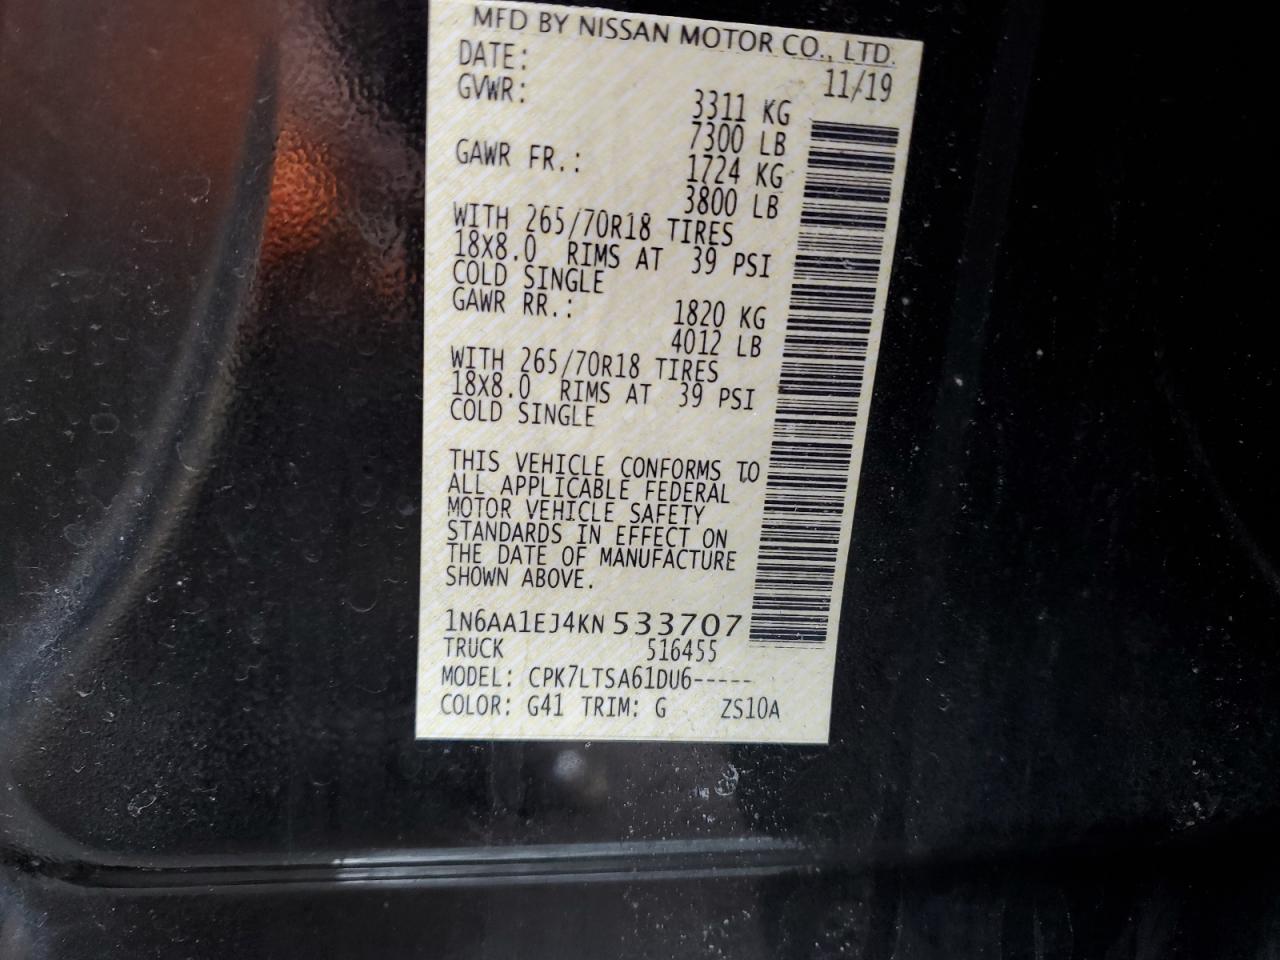 MFD BY NISSAN MOTOR CO., LTD.
DATE: 11/19
GVWR: 3311 KG
7300 LB
GAWR FR.: 1724 KG
3800 LB
WITH 265/70R18 TIRES
18X8.0 RIMS AT 39 PSI
COLD SINGLE
GAWR RR.: 1820 KG
4012 LB
WITH 265/70R18 TIRES
18X8.0 RIMS AT 39 PSI
COLD SINGLE
THIS VEHICLE CONFORMS TO
ALL APPLICABLE FEDERAL
MOTOR VEHICLE SAFETY
STANDARDS IN EFFECT ON
THE DATE OF MANUFACTURE
SHOWN ABOVE.
1N6AA1EJ4KN 533707
TRUCK 516455
MODEL: CPK7LTSA61DU6-----
COLOR: G41 TRIM: G ZS10A